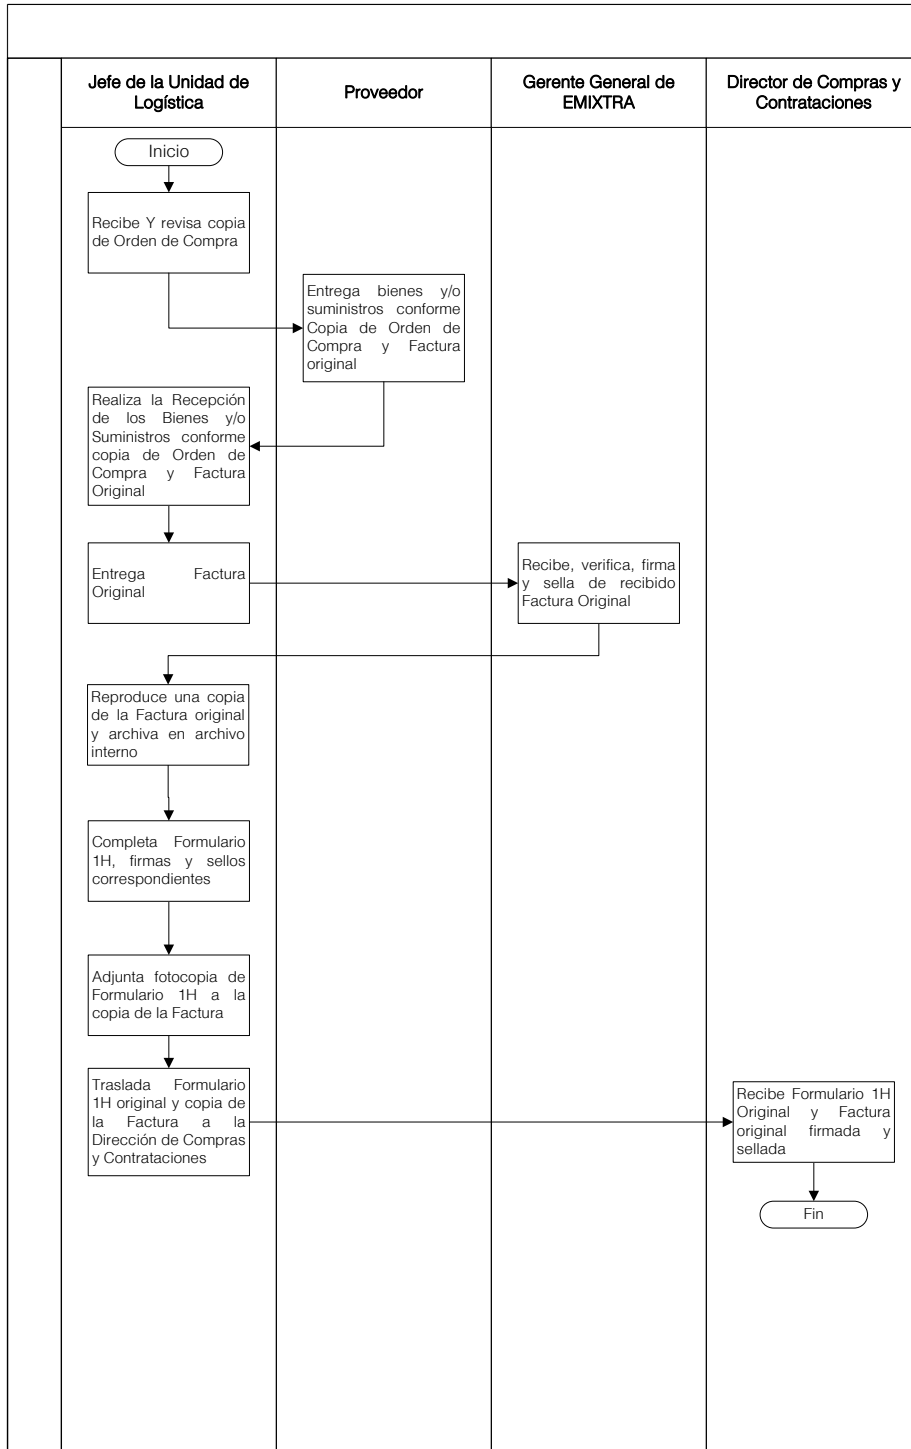 Jefe de la Unidad de
Logística
Proveedor
Gerente General de
EMIXTRA
Director de Compras y
Contrataciones
Inicio
Recibe Y revisa copia
de Orden de Compra
Entrega bienes y/o
suministros conforme
Copia de Orden de
Compra y Factura
original
Realiza la Recepción
de los Bienes y/o
Suministros conforme
copia de Orden de
Compra y Factura
Original
Entrega Factura
Original
Recibe, verifica, firma
y sella de recibido
Factura Original
Reproduce una copia
de la Factura original
y archiva en archivo
interno
Completa Formulario
1H, firmas y sellos
correspondientes
Adjunta fotocopia de
Formulario 1H a la
copia de la Factura
Traslada Formulario
1H original y copia de
la Factura a la
Dirección de Compras
y Contrataciones
Recibe Formulario 1H
Original y Factura
original firmada y
sellada
Fin